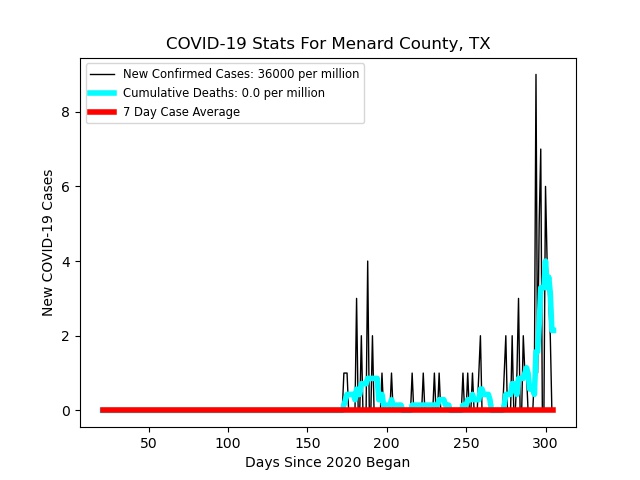 COVID-19 Stats For Menard County, TX
New Confirmed Cases: 36000 per million
Cumulative Deaths: 0.0 per million
7 Day Case Average
New COVID-19 Cases
8
6
4
2
0
50 100 150 200 250 300
Days Since 2020 Began